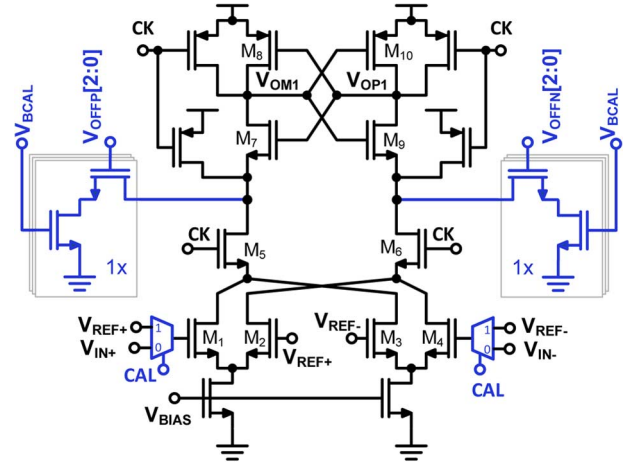 CK
M8
M10
CK
VOM1
VOP1
VBCAL
VOFFP[2:0]
VOFFN[2:0]
VBCAL
M7
M9
1x
1x
CK
M5
M6
CK
VREF+
1
VIN+
0
CAL
M1
M2
VREF+
VREF-
M3
M4
1
VREF-
0
VIN-
CAL
VBIAS